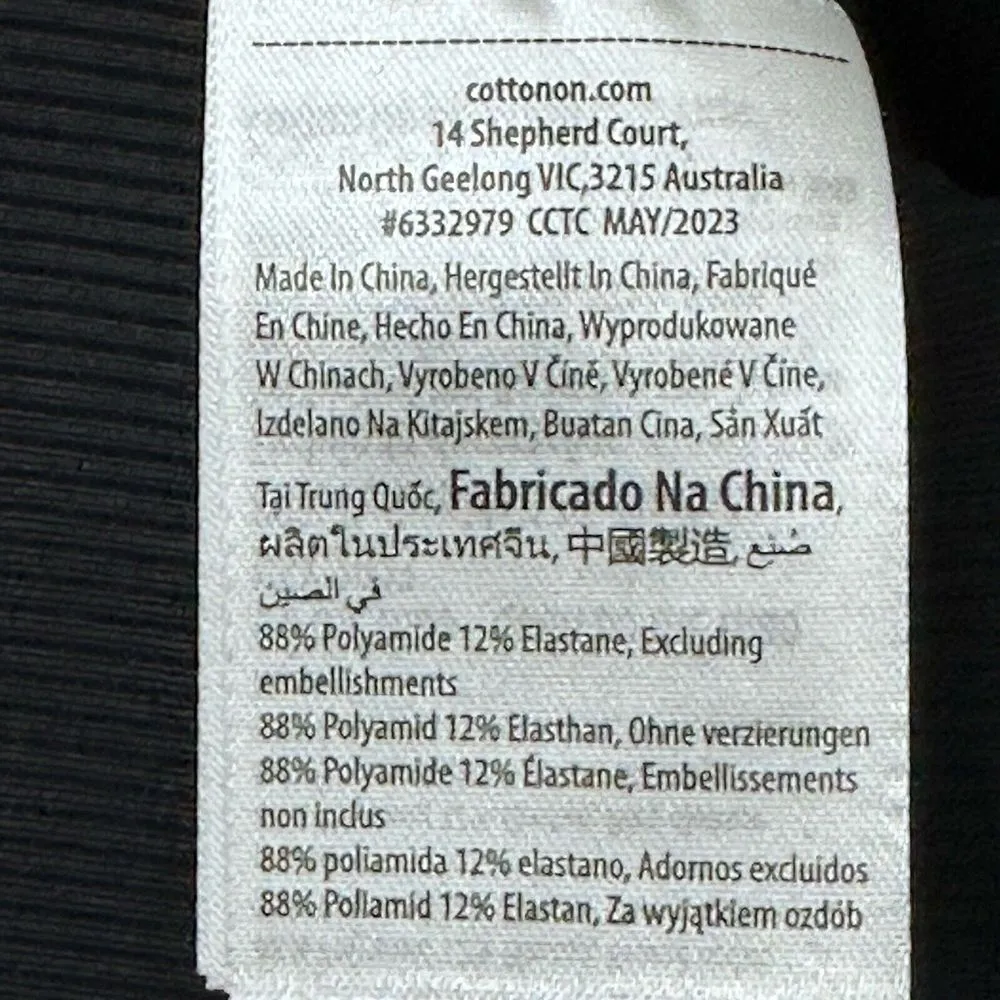 cottonon.com
14 Shepherd Court,
North Geelong VIC,3215 Australia
#6332979 CCTC MAY/2023
Made In China, Hergestellt In China, Fabriqué
En Chine, Hecho En China, Wyprodukowane
W Chinach, Vyrobeno V Číně, Vyrobené V Číne,
Izdelano Na Kitajskem, Buatan Cina, Sản Xuất
Tại Trung Quốc, Fabricado Na China,
ผลิตในประเทศจีน, 中國製造, صُنع
في الصين
88% Polyamide 12% Elastane, Excluding
embellishments
88% Polyamid 12% Elasthan, Ohne verzierungen
88% Polyamide 12% Élastane, Embellissements
non inclus
88% poliamida 12% elastano, Adornos excluidos
88% Poliamid 12% Elastan, Za wyjątkiem ozdób